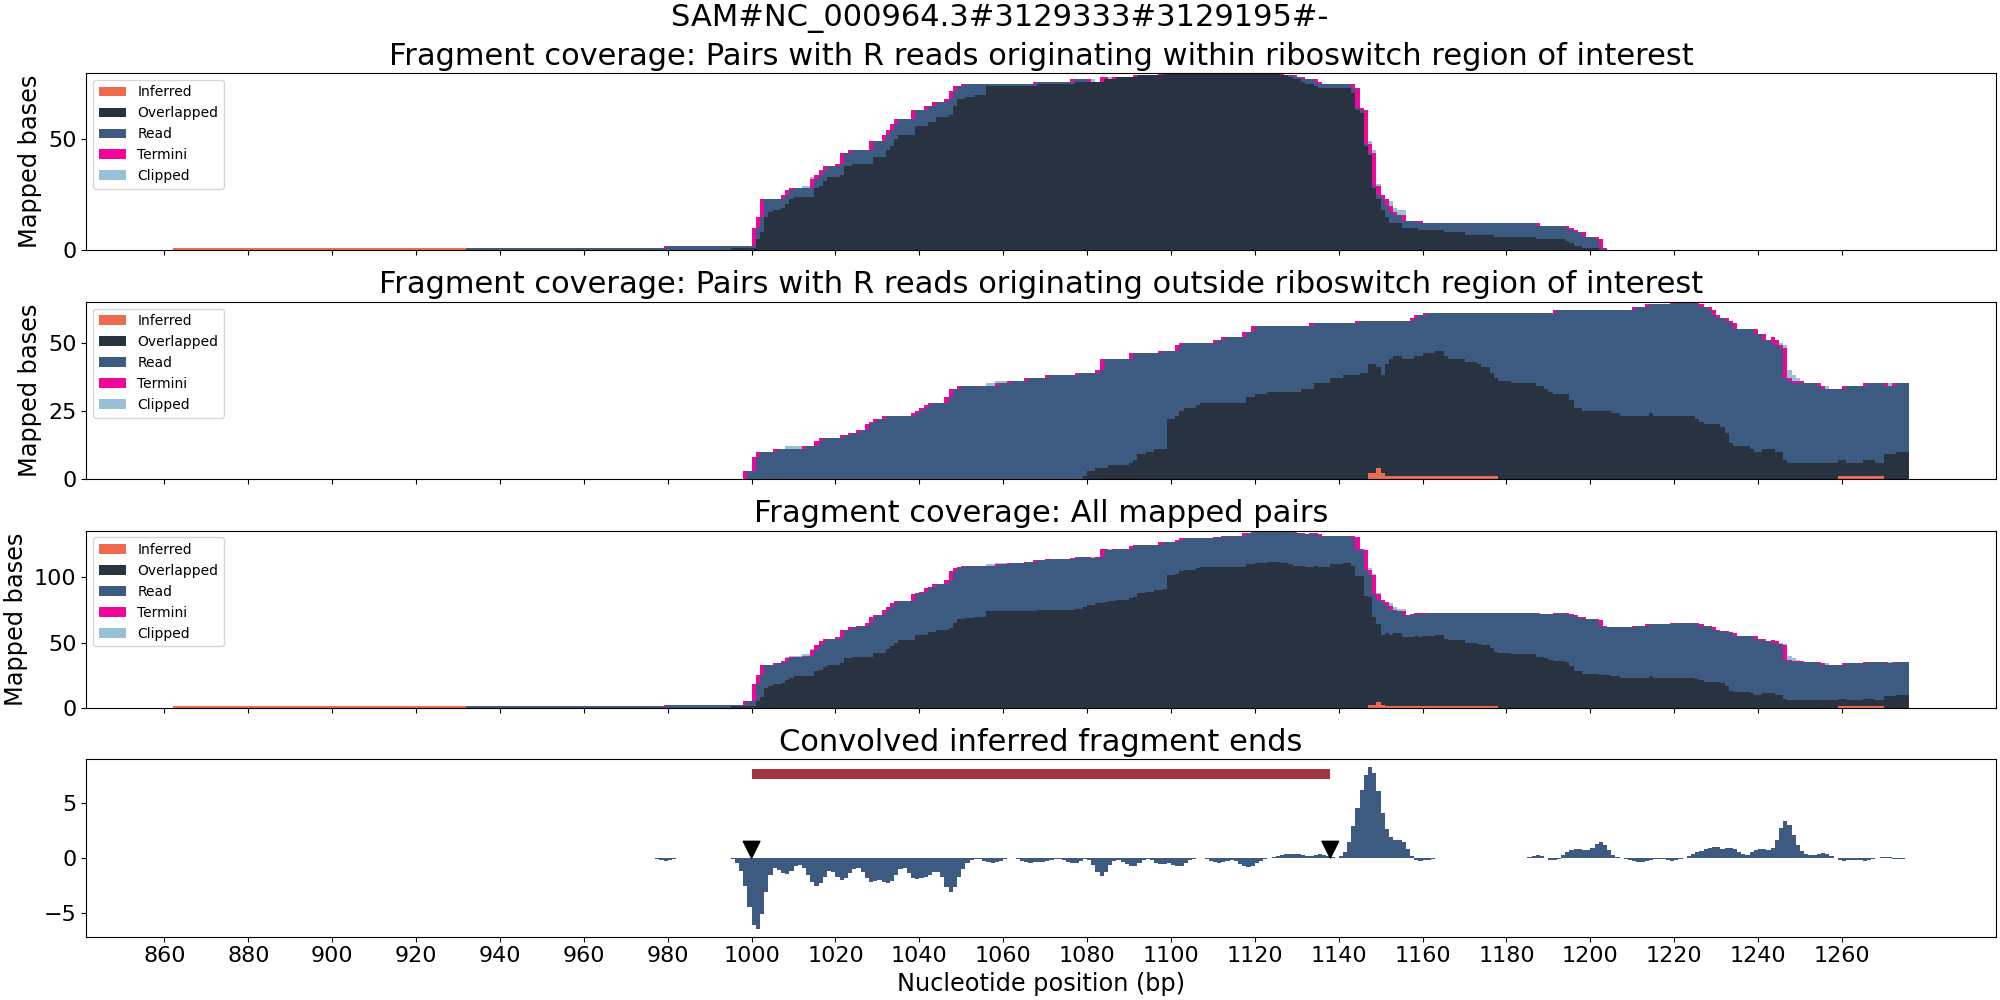 SAM#NC_000964.3#3129333#3129195#-
Fragment coverage: Pairs with R reads originating within riboswitch region of interest
Mapped bases
50
0
Inferred
Overlapped
Read
Termini
Clipped
Fragment coverage: Pairs with R reads originating outside riboswitch region of interest
Mapped bases
50
25
0
Inferred
Overlapped
Read
Termini
Clipped
Fragment coverage: All mapped pairs
Mapped bases
100
50
0
Inferred
Overlapped
Read
Termini
Clipped
Convolved inferred fragment ends
5
0
−5
860 880 900 920 940 960 980 1000 1020 1040 1060 1080 1100 1120 1140 1160 1180 1200 1220 1240 1260
Nucleotide position (bp)